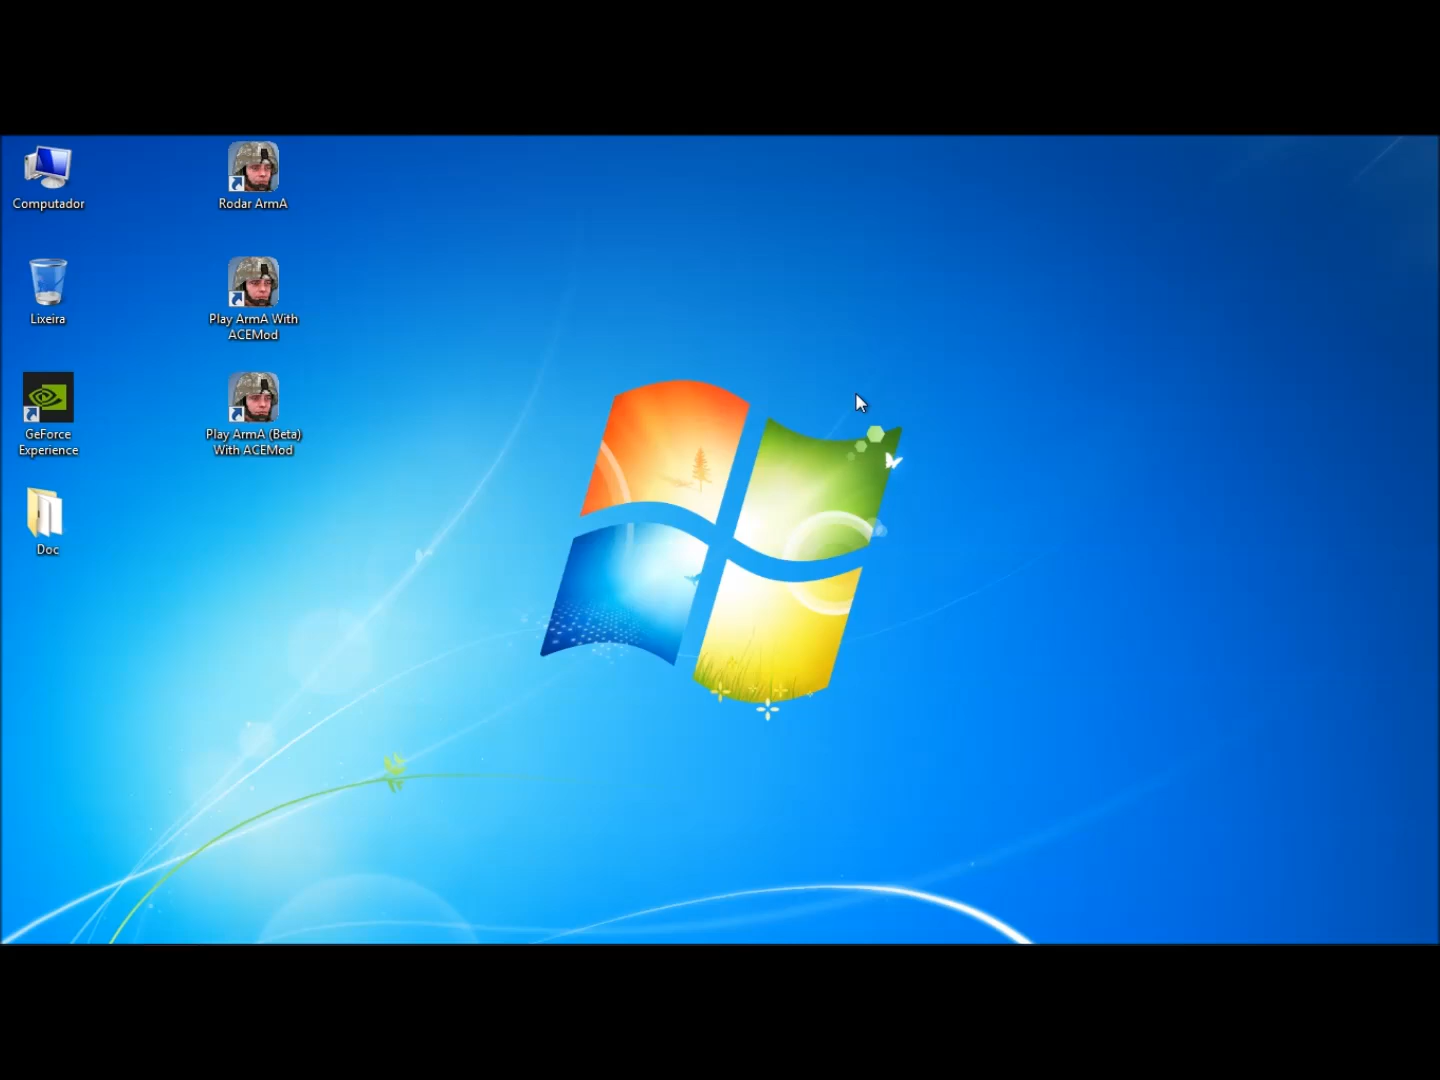 Computador
Lixeira
GeForce
Experience
Doc
Rodar ArmA
Play ArmA With
ACEMod
Play ArmA (Beta)
With ACEMod